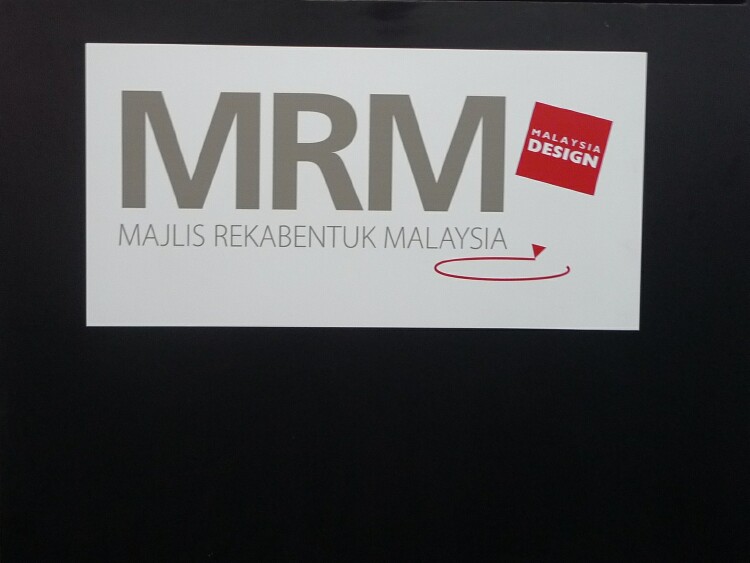 MRM
MALAYSIA
DESIGN
MAJLIS REKABENTUK MALAYSIA